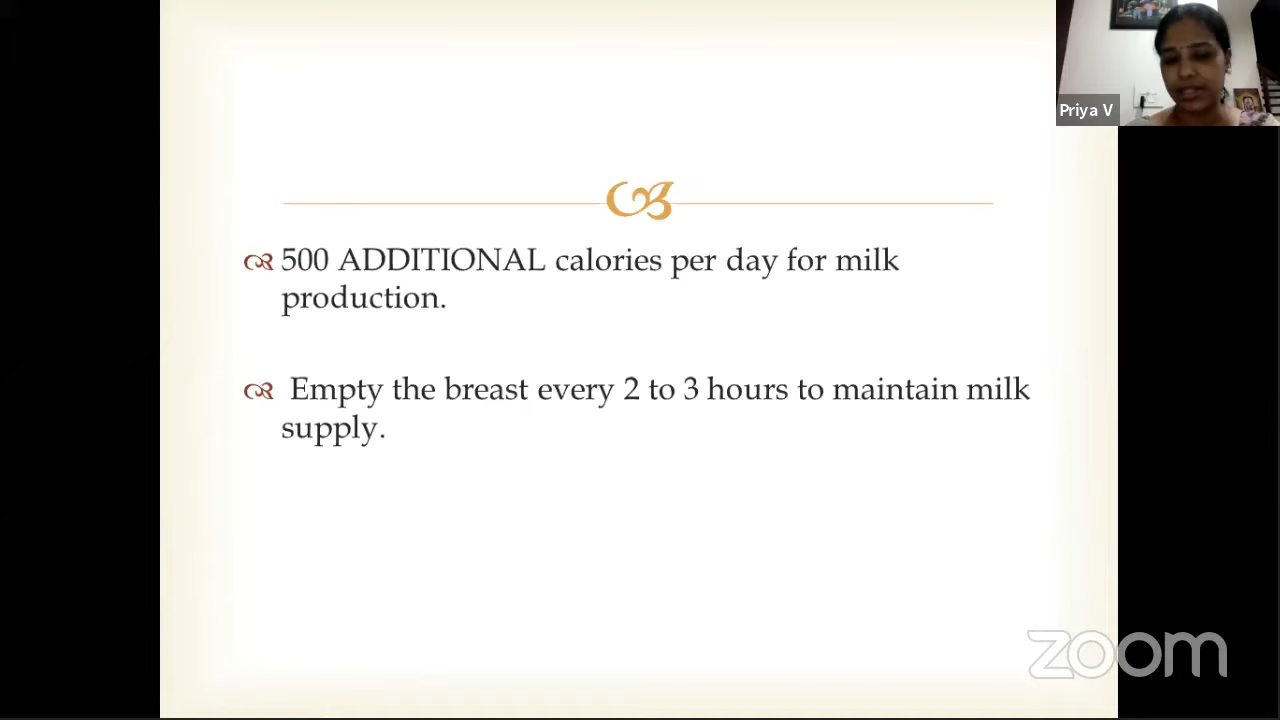 Priya V
500 ADDITIONAL calories per day for milk
production.
Empty the breast every 2 to 3 hours to maintain milk
supply.
zoom